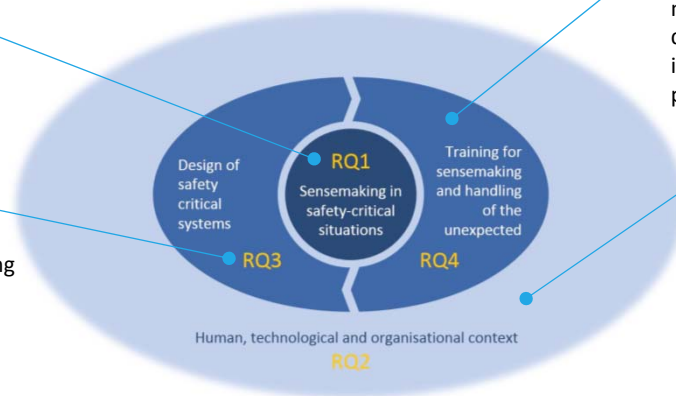 RQ1
Sensemaking in
safety-critical
situations
Design of
safety
critical
systems
RQ3
Training for
sensemaking
and handling
of the
unexpected
RQ4
Human, technological and organisational context
RQ2